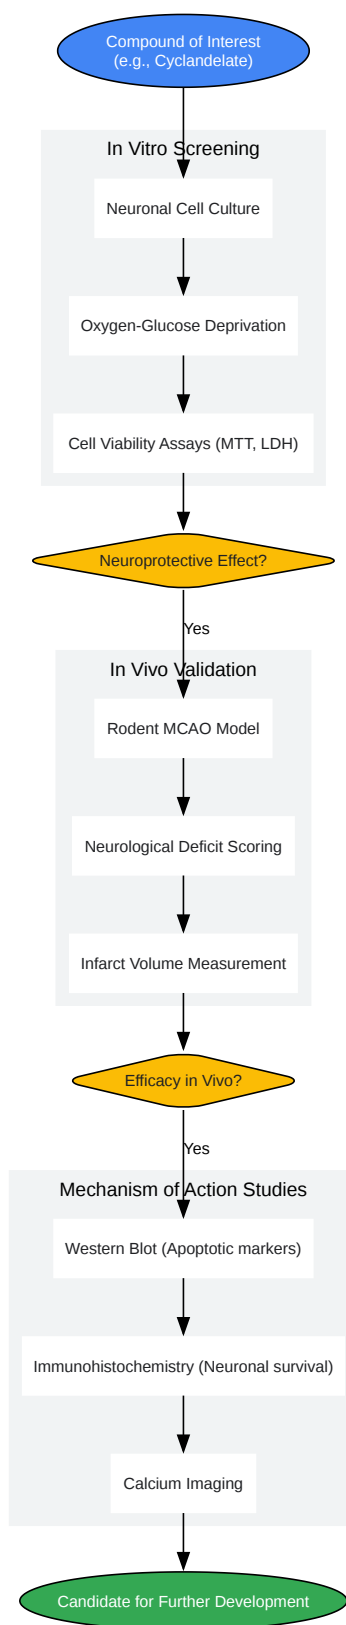 Compound of Interest
(e.g., Cyclandelate)
In Vitro Screening
Neuronal Cell Culture
Oxygen-Glucose Deprivation
Cell Viability Assays (MTT, LDH)
Neuroprotective Effect?
Yes
In Vivo Validation
Rodent MCAO Model
Neurological Deficit Scoring
Infarct Volume Measurement
Efficacy in Vivo?
Yes
Mechanism of Action Studies
Western Blot (Apoptotic markers)
Immunohistochemistry (Neuronal survival)
Calcium Imaging
Candidate for Further Development